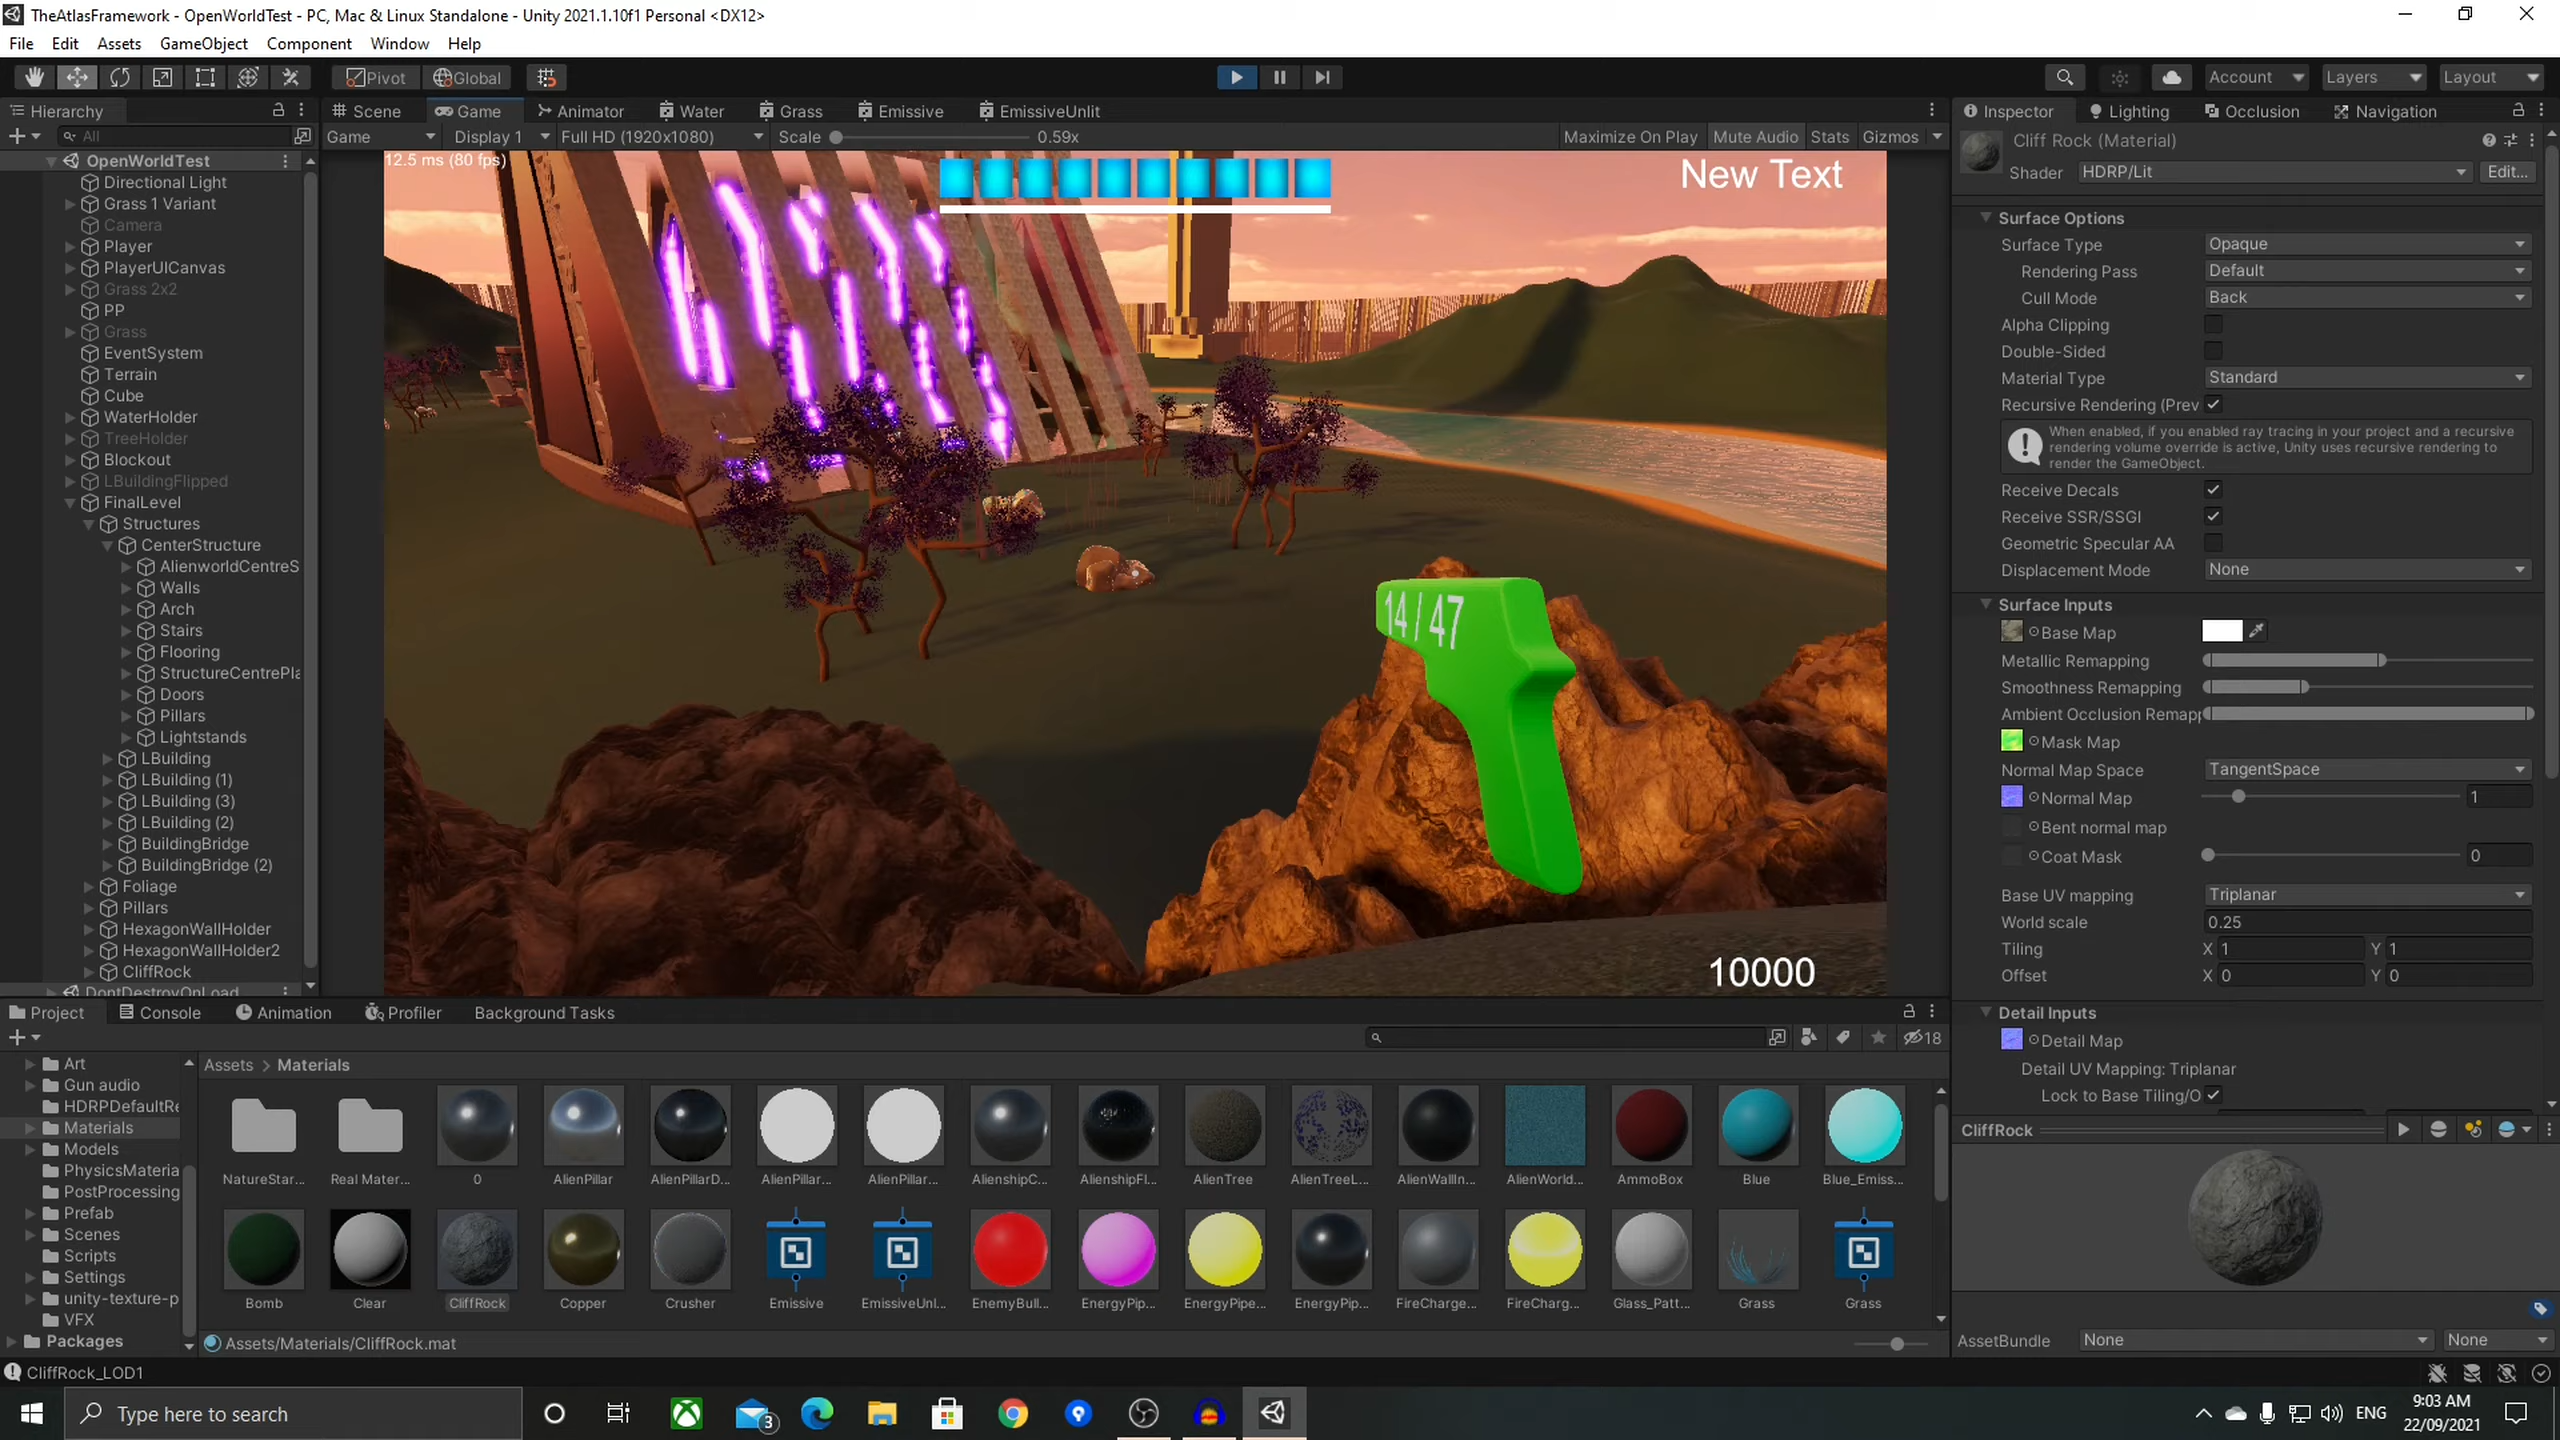 TheAtlasFramework - OpenWorldTest - PC, Mac & Linux Standalone - Unity 2021.1.10f1 Personal <DX12>
File Edit Assets GameObject Component Window Help
Pivot Global Account Layers Layout
Hierarchy
All
OpenWorldTest
Directional Light
Grass 1 Variant
Camera
Player
PlayerUICanvas
Grass 2x2
PP
Grass
EventSystem
Terrain
Cube
WaterHolder
TreeHolder
Blockout
LBuildingFlipped
FinalLevel
Structures
CenterStructure
AlienworldCentreS
Walls
Arch
Stairs
Flooring
StructureCentrePla
Doors
Pillars
Lightstands
LBuilding
LBuilding (1)
LBuilding (3)
LBuilding (2)
BuildingBridge
BuildingBridge (2)
Foliage
Pillars
HexagonWallHolder
HexagonWallHolder2
CliffRock
DontDestroyOnLoad
Scene Game Animator Water Grass Emissive EmissiveUnlit
Game Display 1 Full HD (1920x1080) Scale 0.59x Maximize On Play Mute Audio Stats Gizmos
12.5 ms (80 fps)
New Text
14 / 47
10000
Inspector Lighting Occlusion Navigation
Cliff Rock (Material)
Shader HDRP/Lit Edit...
Surface Options
Surface Type Opaque
Rendering Pass Default
Cull Mode Back
Alpha Clipping
Double-Sided
Material Type Standard
Recursive Rendering (Prev
When enabled, if you enabled ray tracing in your project and a recursive
rendering volume override is active, Unity uses recursive rendering to
render the GameObject.
Receive Decals
Receive SSR/SSGI
Geometric Specular AA
Displacement Mode None
Surface Inputs
Base Map
Metallic Remapping
Smoothness Remapping
Ambient Occlusion Remapp
Mask Map
Normal Map Space TangentSpace
Normal Map 1
Bent normal map
Coat Mask 0
Base UV mapping Triplanar
World scale 0.25
Tiling X 1 Y 1
Offset X 0 Y 0
Detail Inputs
Detail Map
Detail UV Mapping: Triplanar
Lock to Base Tiling/O
CliffRock
AssetBundle None None
Project Console Animation Profiler Background Tasks
18
Art
Gun audio
HDRPDefaultRe
Materials
Models
PhysicsMateria
PostProcessing
Prefab
Scenes
Scripts
Settings
unity-texture-p
VFX
Packages
Assets > Materials
NatureStar... Real Mater... 0 AlienPillar AlienPillarD... AlienPillar... AlienPillar... AlienshipC... AlienshipFl... AlienTree AlienTreeL... AlienWallIn... AlienWorld... AmmoBox Blue Blue_Emiss...
Bomb Clear CliffRock Copper Crusher Emissive EmissiveUnl... EnemyBull... EnergyPip... EnergyPipe... EnergyPip... FireCharge... FireCharg... Glass_Patt... Grass Grass
Assets/Materials/CliffRock.mat
CliffRock_LOD1
Type here to search
3
ENG
9:03 AM
22/09/2021